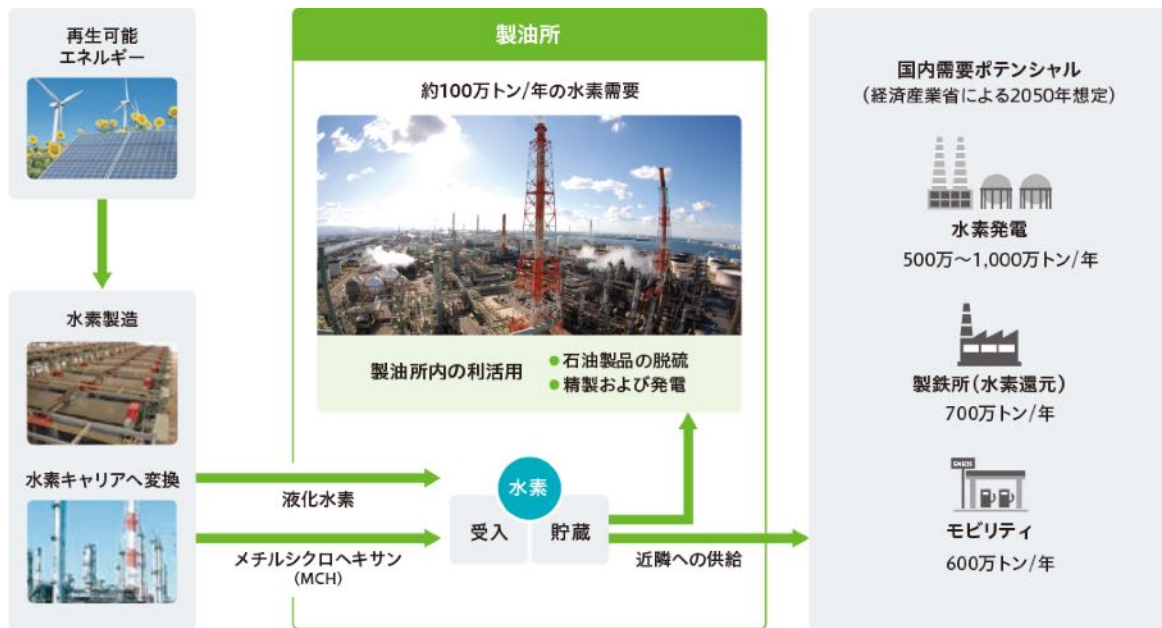 再生可能
エネルギー
水素製造
水素キャリアへ変換
製油所
約100万トン/年の水素需要
製油所内の利活用
●石油製品の脱硫
●精製および発電
液化水素
メチルシクロヘキサン
(MCH)
水素
受入
貯蔵
近隣への供給
国内需要ポテンシャル
(経済産業省による2050年想定)
水素発電
500万～1,000万トン/年
製鉄所(水素還元)
700万トン/年
ENEOS
モビリティ
600万トン/年